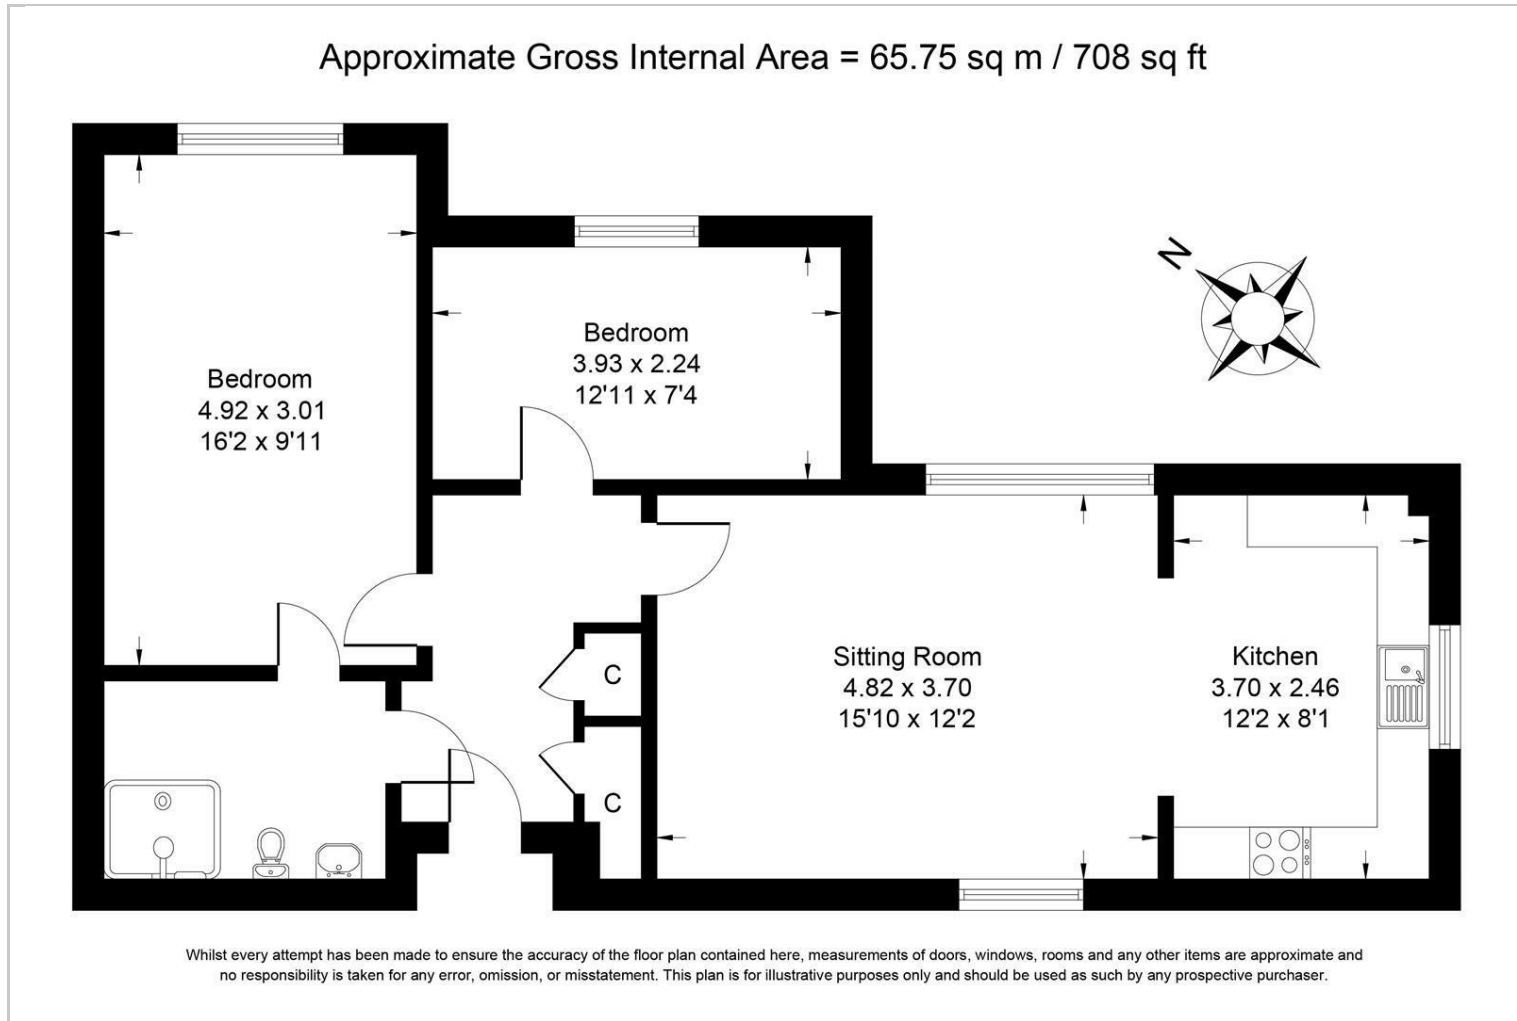 Approximate Gross Internal Area = 65.75 sq m / 708 sq ft
N
Bedroom
3.93 x 2.24
12'11 x 7'4
Bedroom
4.92 x 3.01
16'2 x 9'11
Sitting Room
4.82 x 3.70
15'10 x 12'2
Kitchen
3.70 x 2.46
12'2 x 8'1
C
C
Whilst every attempt has been made to ensure the accuracy of the floor plan contained here, measurements of doors, windows, rooms and any other items are approximate and
no responsibility is taken for any error, omission, or misstatement. This plan is for illustrative purposes only and should be used as such by any prospective purchaser.